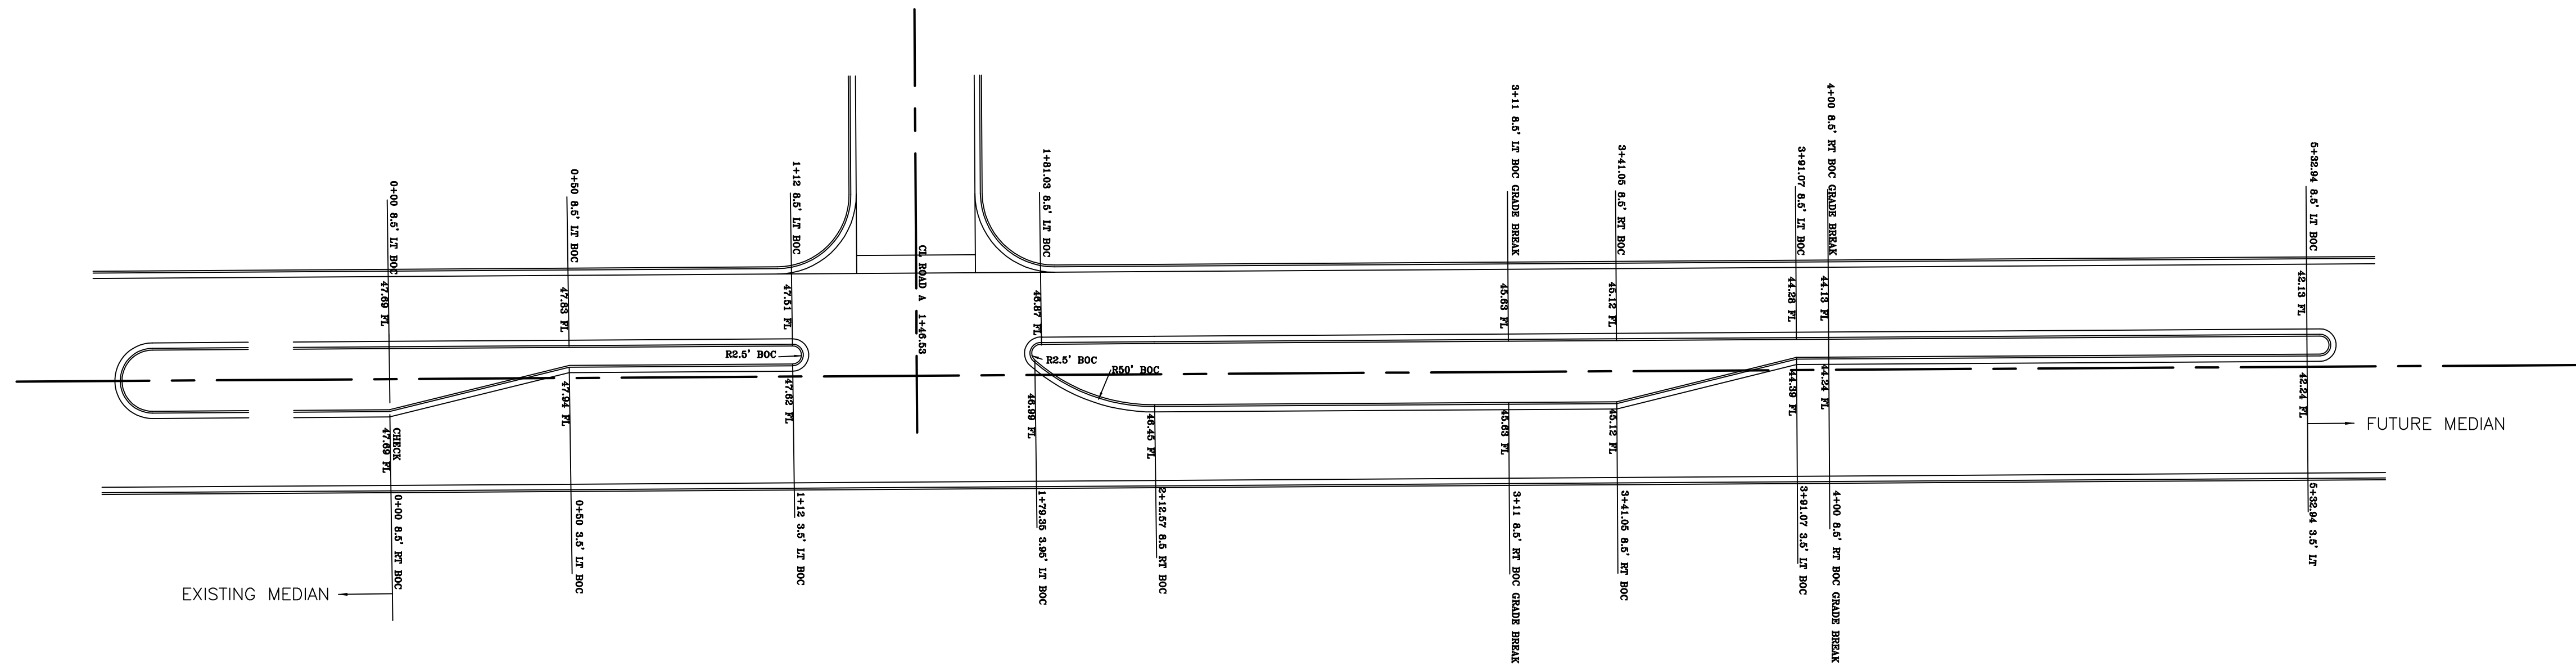 0+00 8.5' LT BOC
0+50 8.5' LT BOC
1+12 8.5' LT BOC
CL ROAD A 1+46.53
1+81.03 8.5' LT BOC
3+11 8.5' LT BOC GRADE BREAK
3+41.05 8.5' RT BOC
3+91.07 8.5' LT BOC
4+00 8.5' RT BOC GRADE BREAK
5+32.94 8.5' LT BOC
47.69 FL
47.83 FL
47.51 FL
46.87 FL
45.63 FL
45.12 FL
44.28 FL
44.13 FL
42.13 FL
R2.5' BOC
R2.5' BOC
R50' BOC
CHECK
47.69 FL
47.94 FL
47.62 FL
46.99 FL
46.45 FL
45.63 FL
45.12 FL
44.39 FL
44.24 FL
42.24 FL
FUTURE MEDIAN
0+00 8.5' RT BOC
0+50 3.5' LT BOC
1+12 3.5' LT BOC
1+79.35 3.95' LT BOC
2+12.57 8.5 RT BOC
3+11 8.5' RT BOC GRADE BREAK
3+41.05 8.5' RT BOC
3+91.07 3.5' LT BOC
4+00 8.5' RT BOC GRADE BREAK
5+32.94 3.5' LT
EXISTING MEDIAN